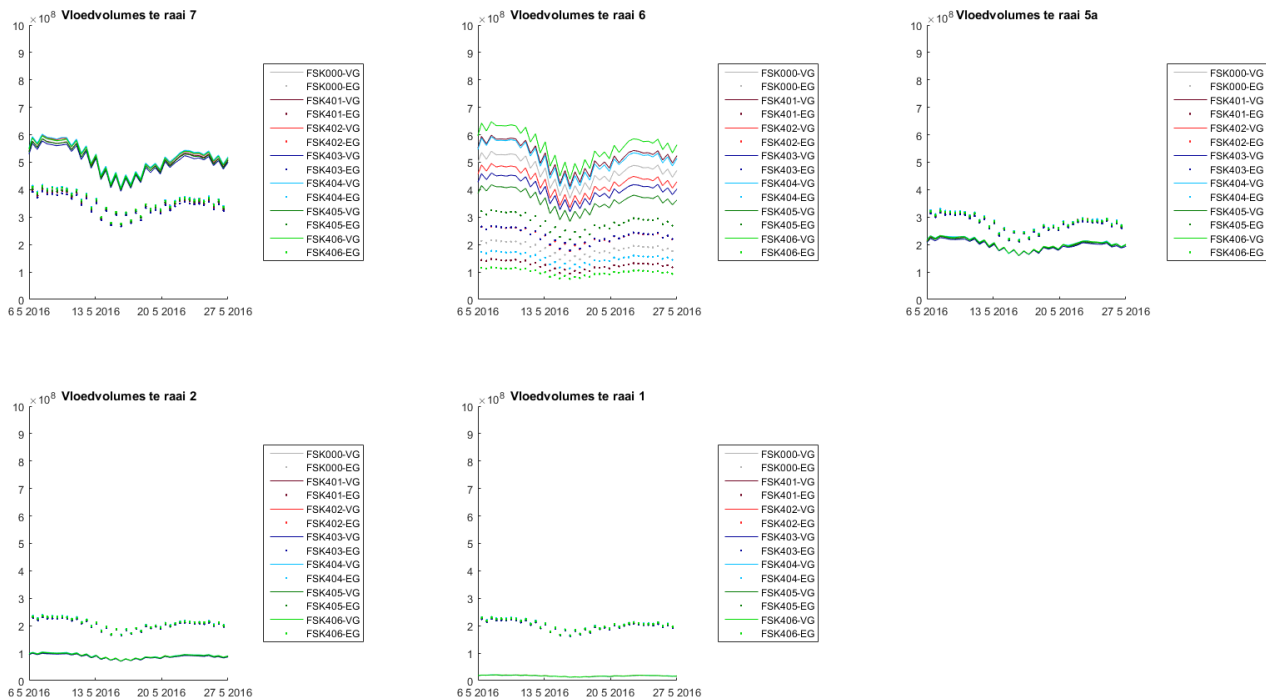 Vloedvolumes te raai 7
×10⁸
10
9
8
7
6
5
4
3
2
1
0
6 5 2016 13 5 2016 20 5 2016 27 5 2016
FSK000-VG
FSK000-EG
FSK401-VG
FSK401-EG
FSK402-VG
FSK402-EG
FSK403-VG
FSK403-EG
FSK404-VG
FSK404-EG
FSK405-VG
FSK405-EG
FSK406-VG
FSK406-EG
Vloedvolumes te raai 6
×10⁸
10
9
8
7
6
5
4
3
2
1
0
6 5 2016 13 5 2016 20 5 2016 27 5 2016
FSK000-VG
FSK000-EG
FSK401-VG
FSK401-EG
FSK402-VG
FSK402-EG
FSK403-VG
FSK403-EG
FSK404-VG
FSK404-EG
FSK405-VG
FSK405-EG
FSK406-VG
FSK406-EG
Vloedvolumes te raai 5a
×10⁸
10
9
8
7
6
5
4
3
2
1
0
6 5 2016 13 5 2016 20 5 2016 27 5 2016
FSK000-VG
FSK000-EG
FSK401-VG
FSK401-EG
FSK402-VG
FSK402-EG
FSK403-VG
FSK403-EG
FSK404-VG
FSK404-EG
FSK405-VG
FSK405-EG
FSK406-VG
FSK406-EG
Vloedvolumes te raai 2
×10⁸
10
9
8
7
6
5
4
3
2
1
0
6 5 2016 13 5 2016 20 5 2016 27 5 2016
FSK000-VG
FSK000-EG
FSK401-VG
FSK401-EG
FSK402-VG
FSK402-EG
FSK403-VG
FSK403-EG
FSK404-VG
FSK404-EG
FSK405-VG
FSK405-EG
FSK406-VG
FSK406-EG
Vloedvolumes te raai 1
×10⁸
10
9
8
7
6
5
4
3
2
1
0
6 5 2016 13 5 2016 20 5 2016 27 5 2016
FSK000-VG
FSK000-EG
FSK401-VG
FSK401-EG
FSK402-VG
FSK402-EG
FSK403-VG
FSK403-EG
FSK404-VG
FSK404-EG
FSK405-VG
FSK405-EG
FSK406-VG
FSK406-EG